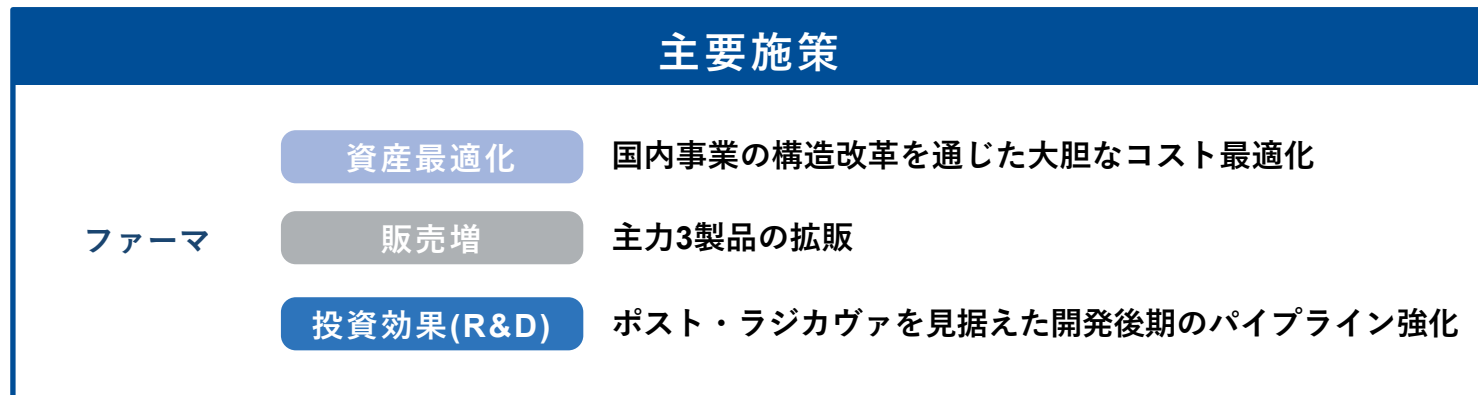 主要施策
資産最適化 国内事業の構造改革を通じた大胆なコスト最適化
ファーマ 販売増 主力3製品の拡販
投資効果(R&D) ポスト・ラジカヴァを見据えた開発後期のパイプライン強化